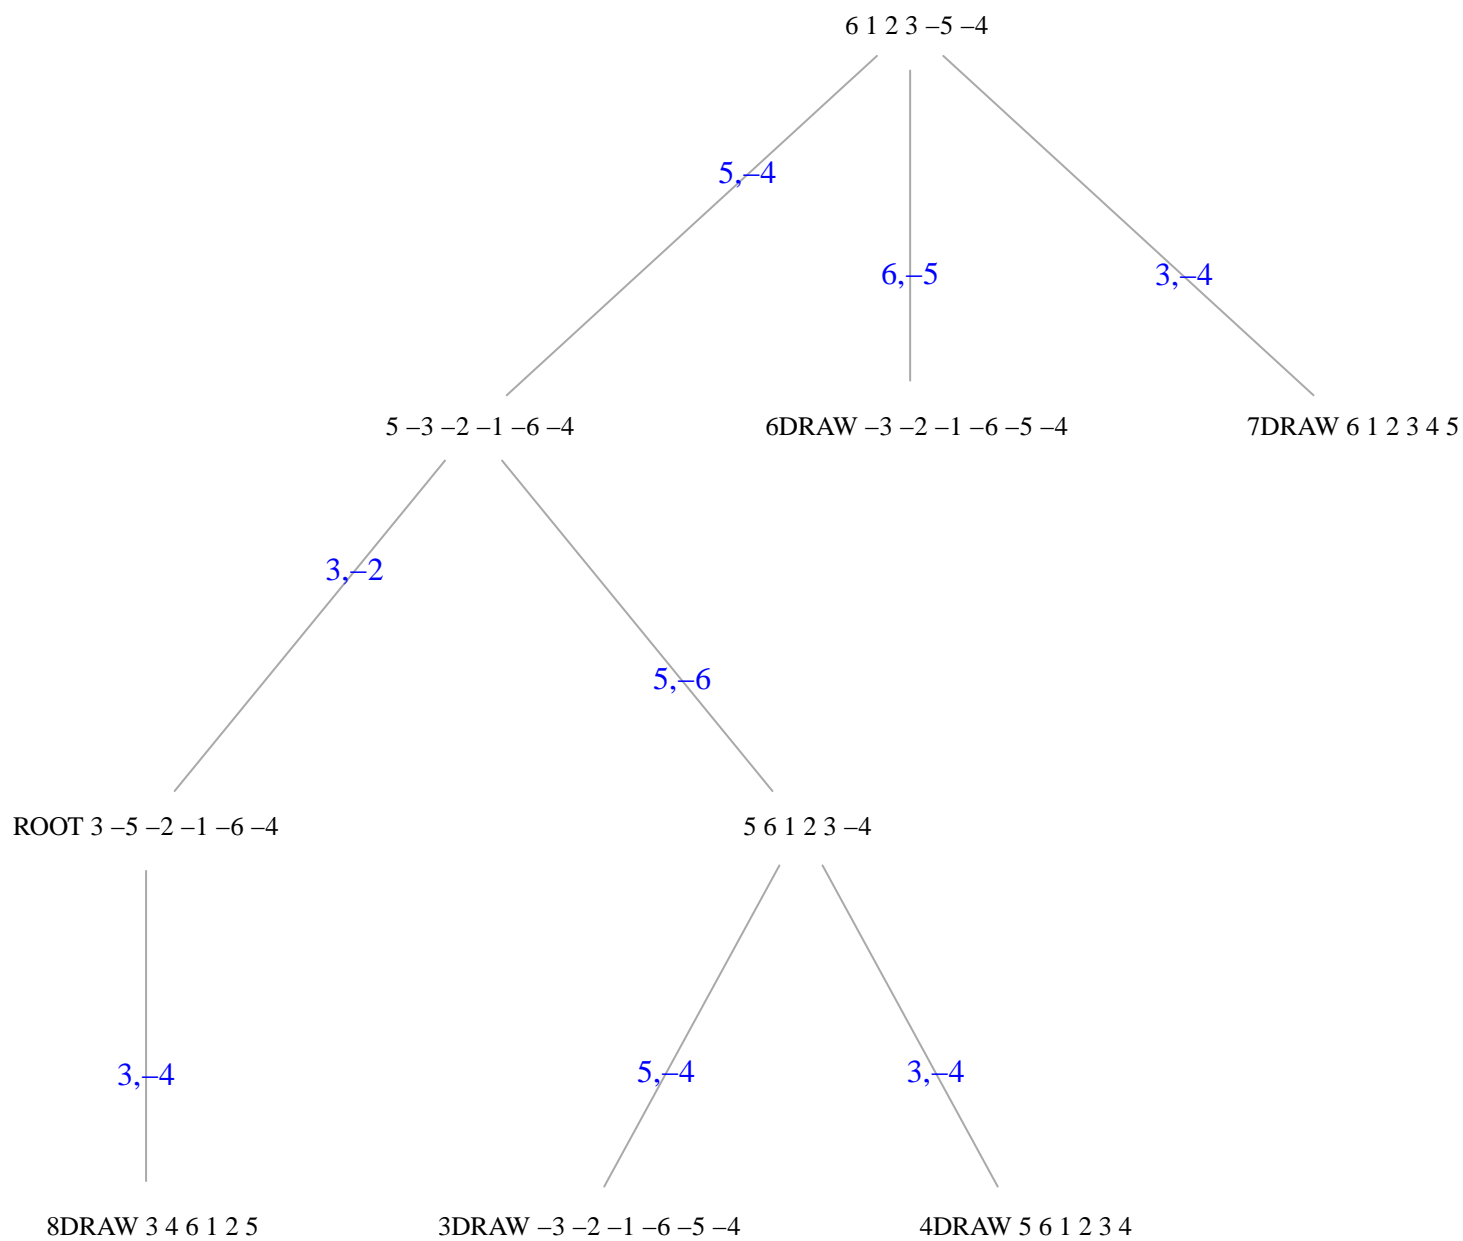 6 1 2 3 –5 –4
5,–4
6,–5
3,–4
5 –3 –2 –1 –6 –4
6DRAW –3 –2 –1 –6 –5 –4
7DRAW 6 1 2 3 4 5
3,–2
5,–6
ROOT 3 –5 –2 –1 –6 –4
5 6 1 2 3 –4
3,–4
5,–4
3,–4
8DRAW 3 4 6 1 2 5
3DRAW –3 –2 –1 –6 –5 –4
4DRAW 5 6 1 2 3 4